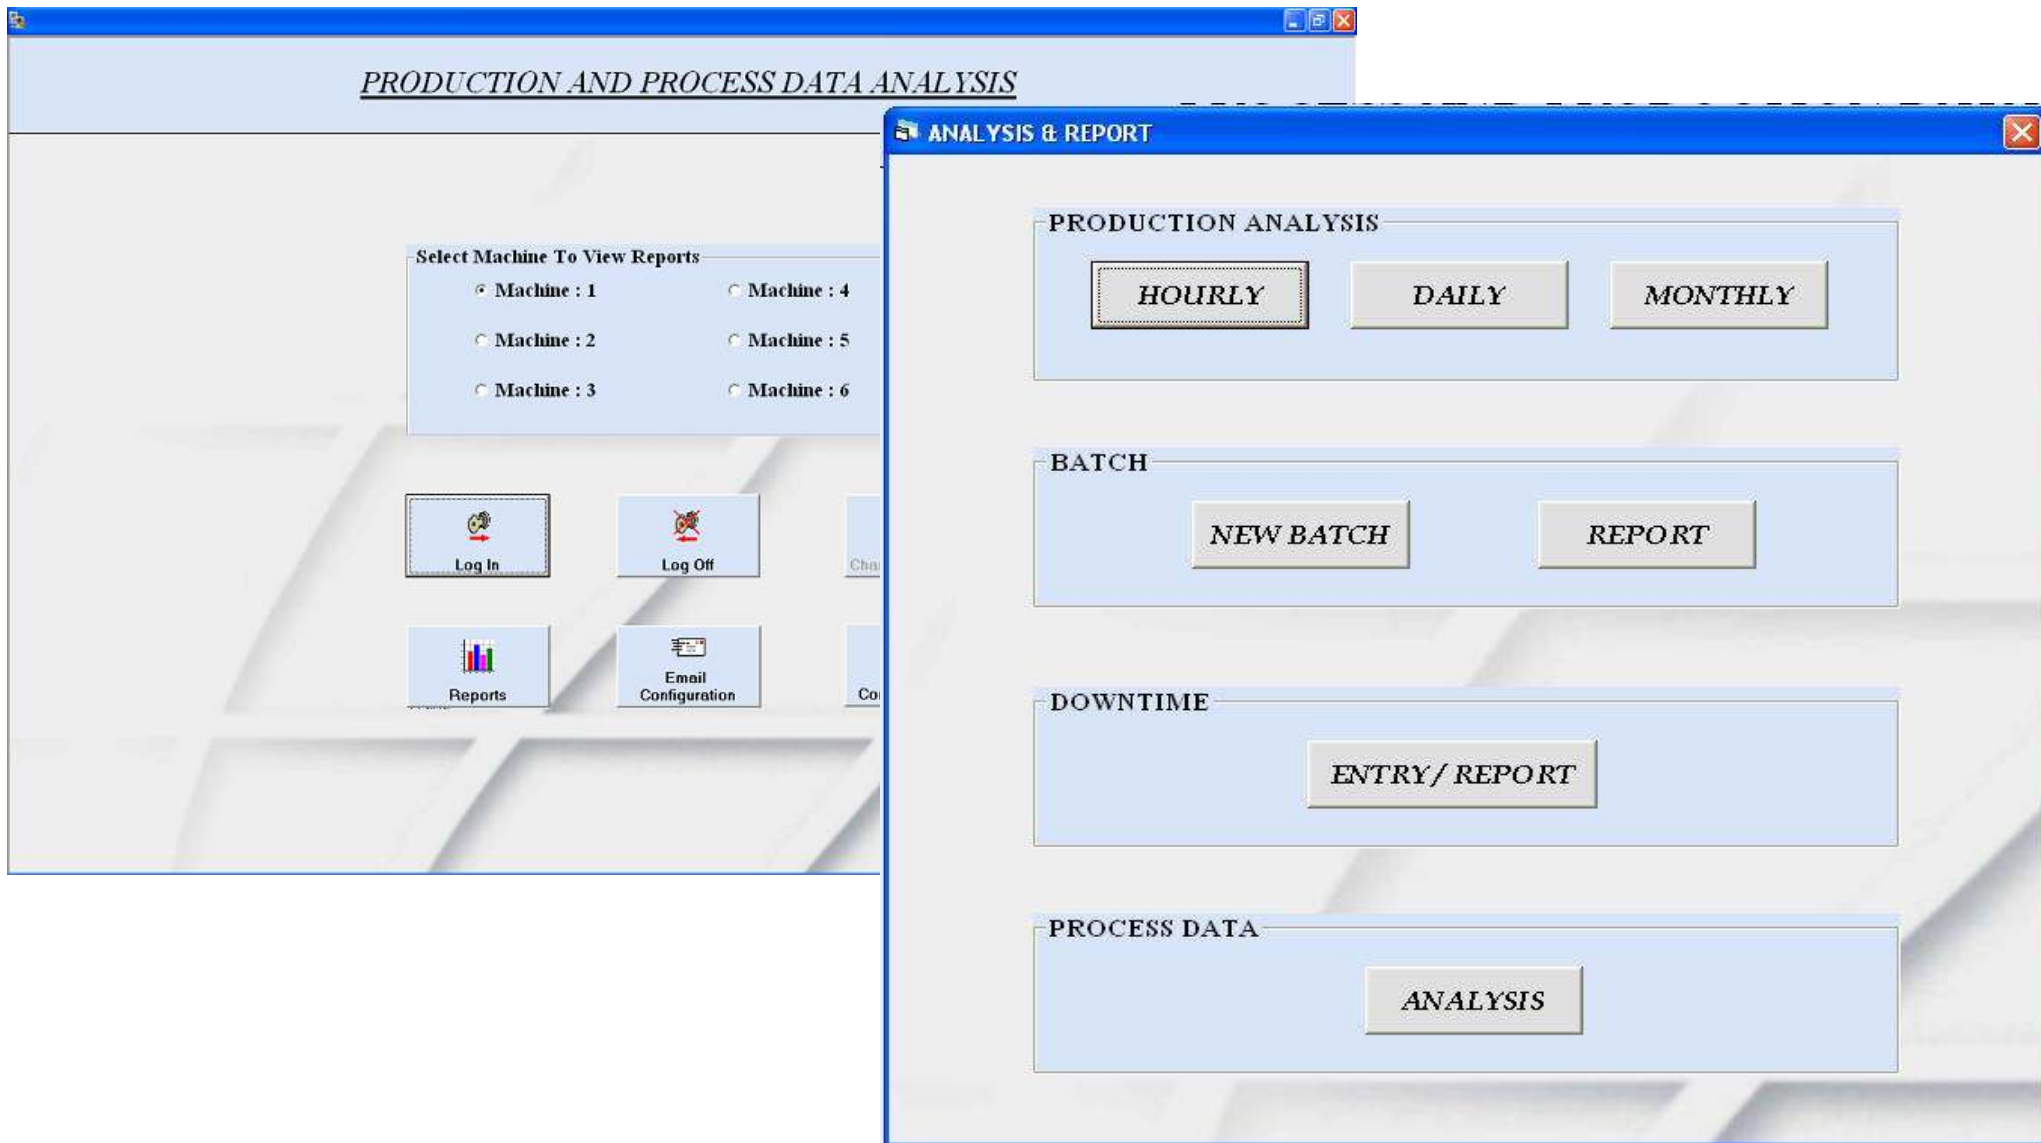 PRODUCTION AND PROCESS DATA ANALYSIS
Select Machine To View Reports
Machine : 1
Machine : 4
Machine : 2
Machine : 5
Machine : 3
Machine : 6
Log In
Log Off
Reports
Email
Configuration
ANALYSIS & REPORT
PRODUCTION ANALYSIS
HOURLY
DAILY
MONTHLY
BATCH
NEW BATCH
REPORT
DOWNTIME
ENTRY/ REPORT
PROCESS DATA
ANALYSIS